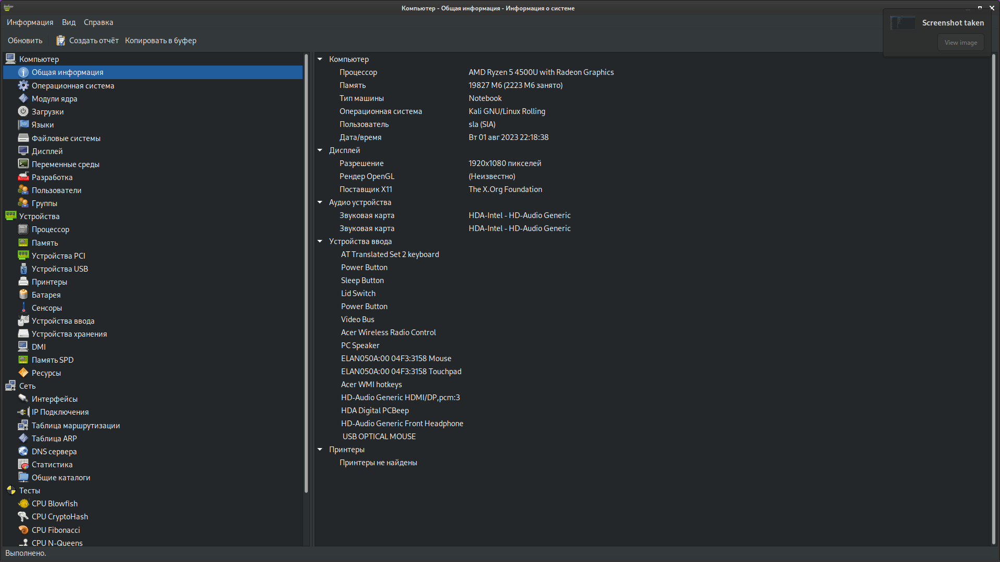 Компьютер - Общая информация - Информация о системе
Информация Вид Справка
Screenshot taken
View image
Обновить Создать отчёт Копировать в буфер
Компьютер
Общая информация
Операционная система
Модули ядра
Загрузки
Языки
Файловые системы
Дисплей
Переменные среды
Разработка
Пользователи
Группы
Устройства
Процессор
Память
Устройства PCI
Устройства USB
Принтеры
Батарея
Сенсоры
Устройства ввода
Устройства хранения
DMI
Память SPD
Ресурсы
Сеть
Интерфейсы
IP Подключения
Таблица маршрутизации
Таблица ARP
DNS сервера
Статистика
Общие каталоги
Тесты
CPU Blowfish
CPU CryptoHash
CPU Fibonacci
CPU N-Queens
Компьютер
Процессор AMD Ryzen 5 4500U with Radeon Graphics
Память 19827 Мб (2223 Мб занято)
Тип машины Notebook
Операционная система Kali GNU/Linux Rolling
Пользователь sla (SlA)
Дата/время Вт 01 авг 2023 22:18:38
Дисплей
Разрешение 1920x1080 пикселей
Рендер OpenGL (Неизвестно)
Поставщик X11 The X.Org Foundation
Аудио устройства
Звуковая карта HDA-Intel - HD-Audio Generic
Звуковая карта HDA-Intel - HD-Audio Generic
Устройства ввода
AT Translated Set 2 keyboard
Power Button
Sleep Button
Lid Switch
Power Button
Video Bus
Acer Wireless Radio Control
PC Speaker
ELAN050A:00 04F3:3158 Mouse
ELAN050A:00 04F3:3158 Touchpad
Acer WMI hotkeys
HD-Audio Generic HDMI/DP,pcm:3
HDA Digital PCBeep
HD-Audio Generic Front Headphone
USB OPTICAL MOUSE
Принтеры
Принтеры не найдены
Выполнено.